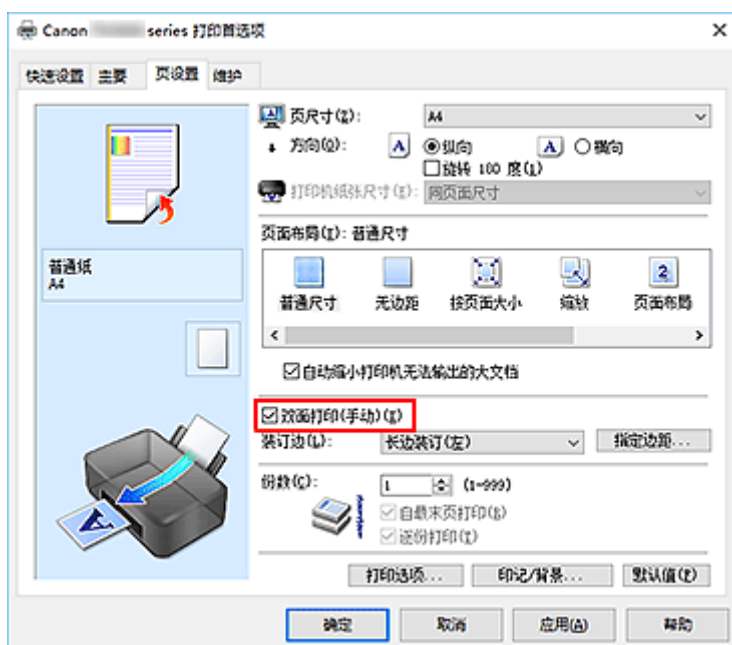 Canon series 打印首选项
快速设置 主要 页设置 维护
页尺寸(Z): A4
方向(O): A 纵向 A 横向
旋转 180 度(1)
打印机纸张尺寸(E): 同页面尺寸
页面布局(I): 普通尺寸
普通纸
A4
2
普通尺寸 无边距 按页面大小 缩放 页面布局
自动缩小打印机无法输出的大文档
双面打印(手动)(X)
装订边(L): 长边装订(左) 指定边距...
份数(C): 1 (1-999)
自最末页打印(R)
逐份打印(T)
A
打印选项... 印记/背景... 默认值(F)
确定 取消 应用(A) 帮助